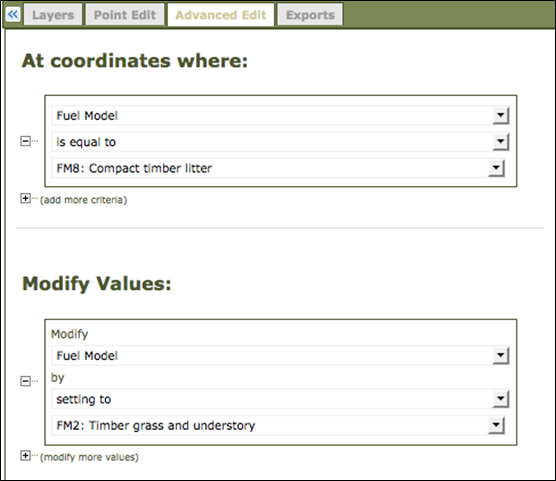 Layers Point Edit Advanced Edit Exports
At coordinates where:
Fuel Model
is equal to
FM8: Compact timber litter
(add more criteria)
Modify Values:
Modify
Fuel Model
by
setting to
FM2: Timber grass and understory
(modify more values)